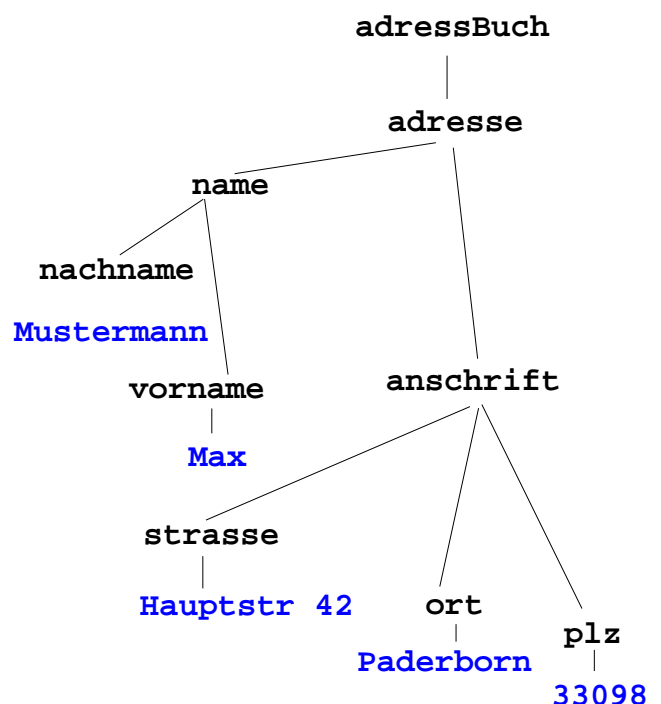 adressBuch
adresse
name
nachname
Mustermann
vorname
anschrift
Max
strasse
Hauptstr 42
ort
plz
Paderborn
33098